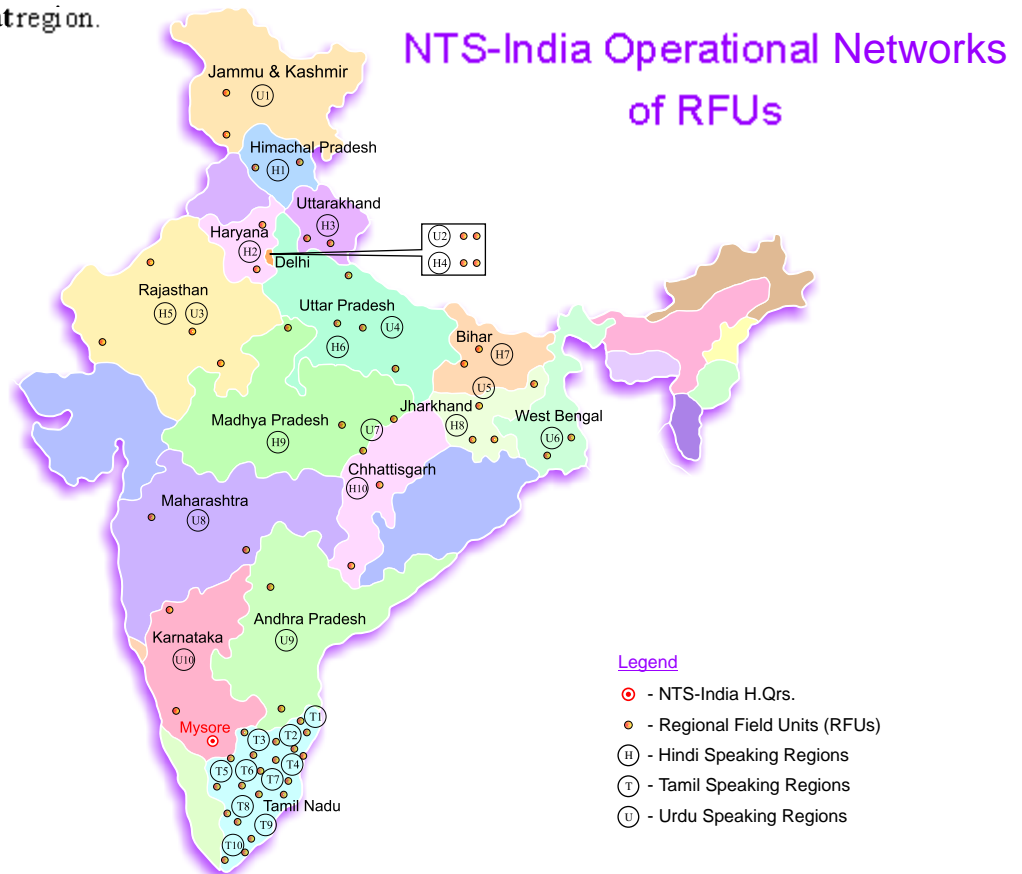 region.
NTS-India Operational Networks
of RFUs
Jammu & Kashmir
U1
Himachal Pradesh
H1
Uttarakhand
H3
Haryana
H2
Delhi
U2
H4
Rajasthan
H5 U3
Uttar Pradesh
U4
H6
Bihar
H7
U5
Jharkhand
H8
West Bengal
U6
Madhya Pradesh
H9
U7
Chhattisgarh
H10
Maharashtra
U8
Andhra Pradesh
U9
Karnataka
U10
Mysore
T1
T2
T3
T4
T5
T6
T7
T8
Tamil Nadu
T9
T10
Legend
- NTS-India H.Qrs.
- Regional Field Units (RFUs)
H - Hindi Speaking Regions
T - Tamil Speaking Regions
U - Urdu Speaking Regions